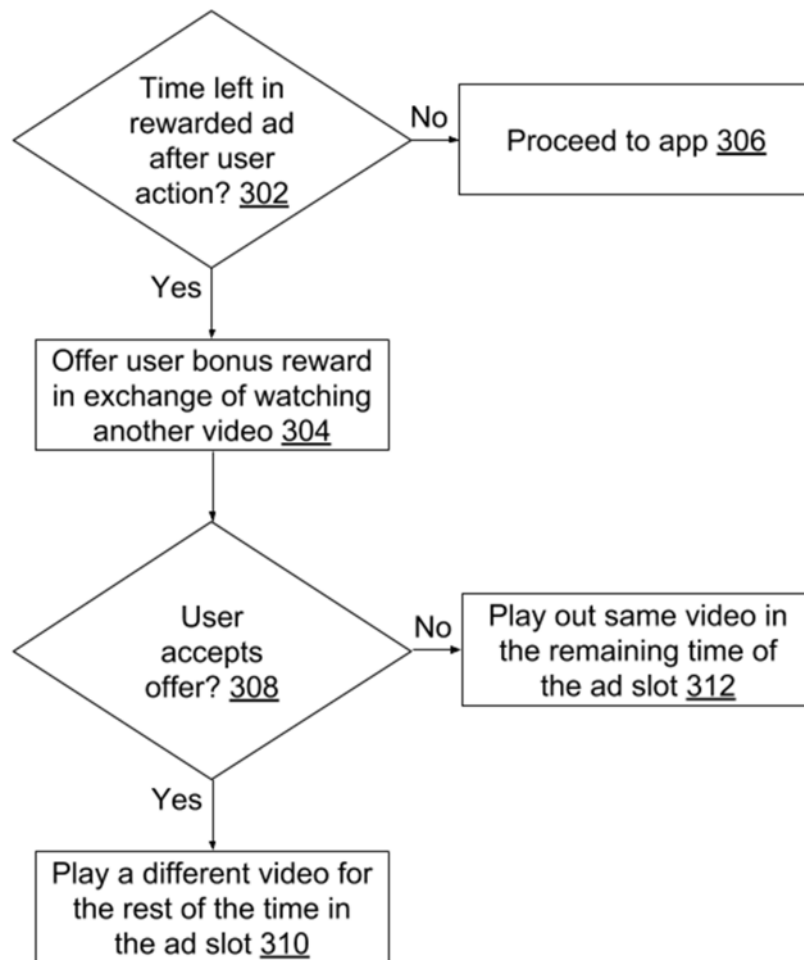 Time left in
rewarded ad
after user
action? 302
No
Proceed to app 306
Yes
Offer user bonus reward
in exchange of watching
another video 304
User
accepts
offer? 308
No
Play out same video in
the remaining time of
the ad slot 312
Yes
Play a different video for
the rest of the time in
the ad slot 310